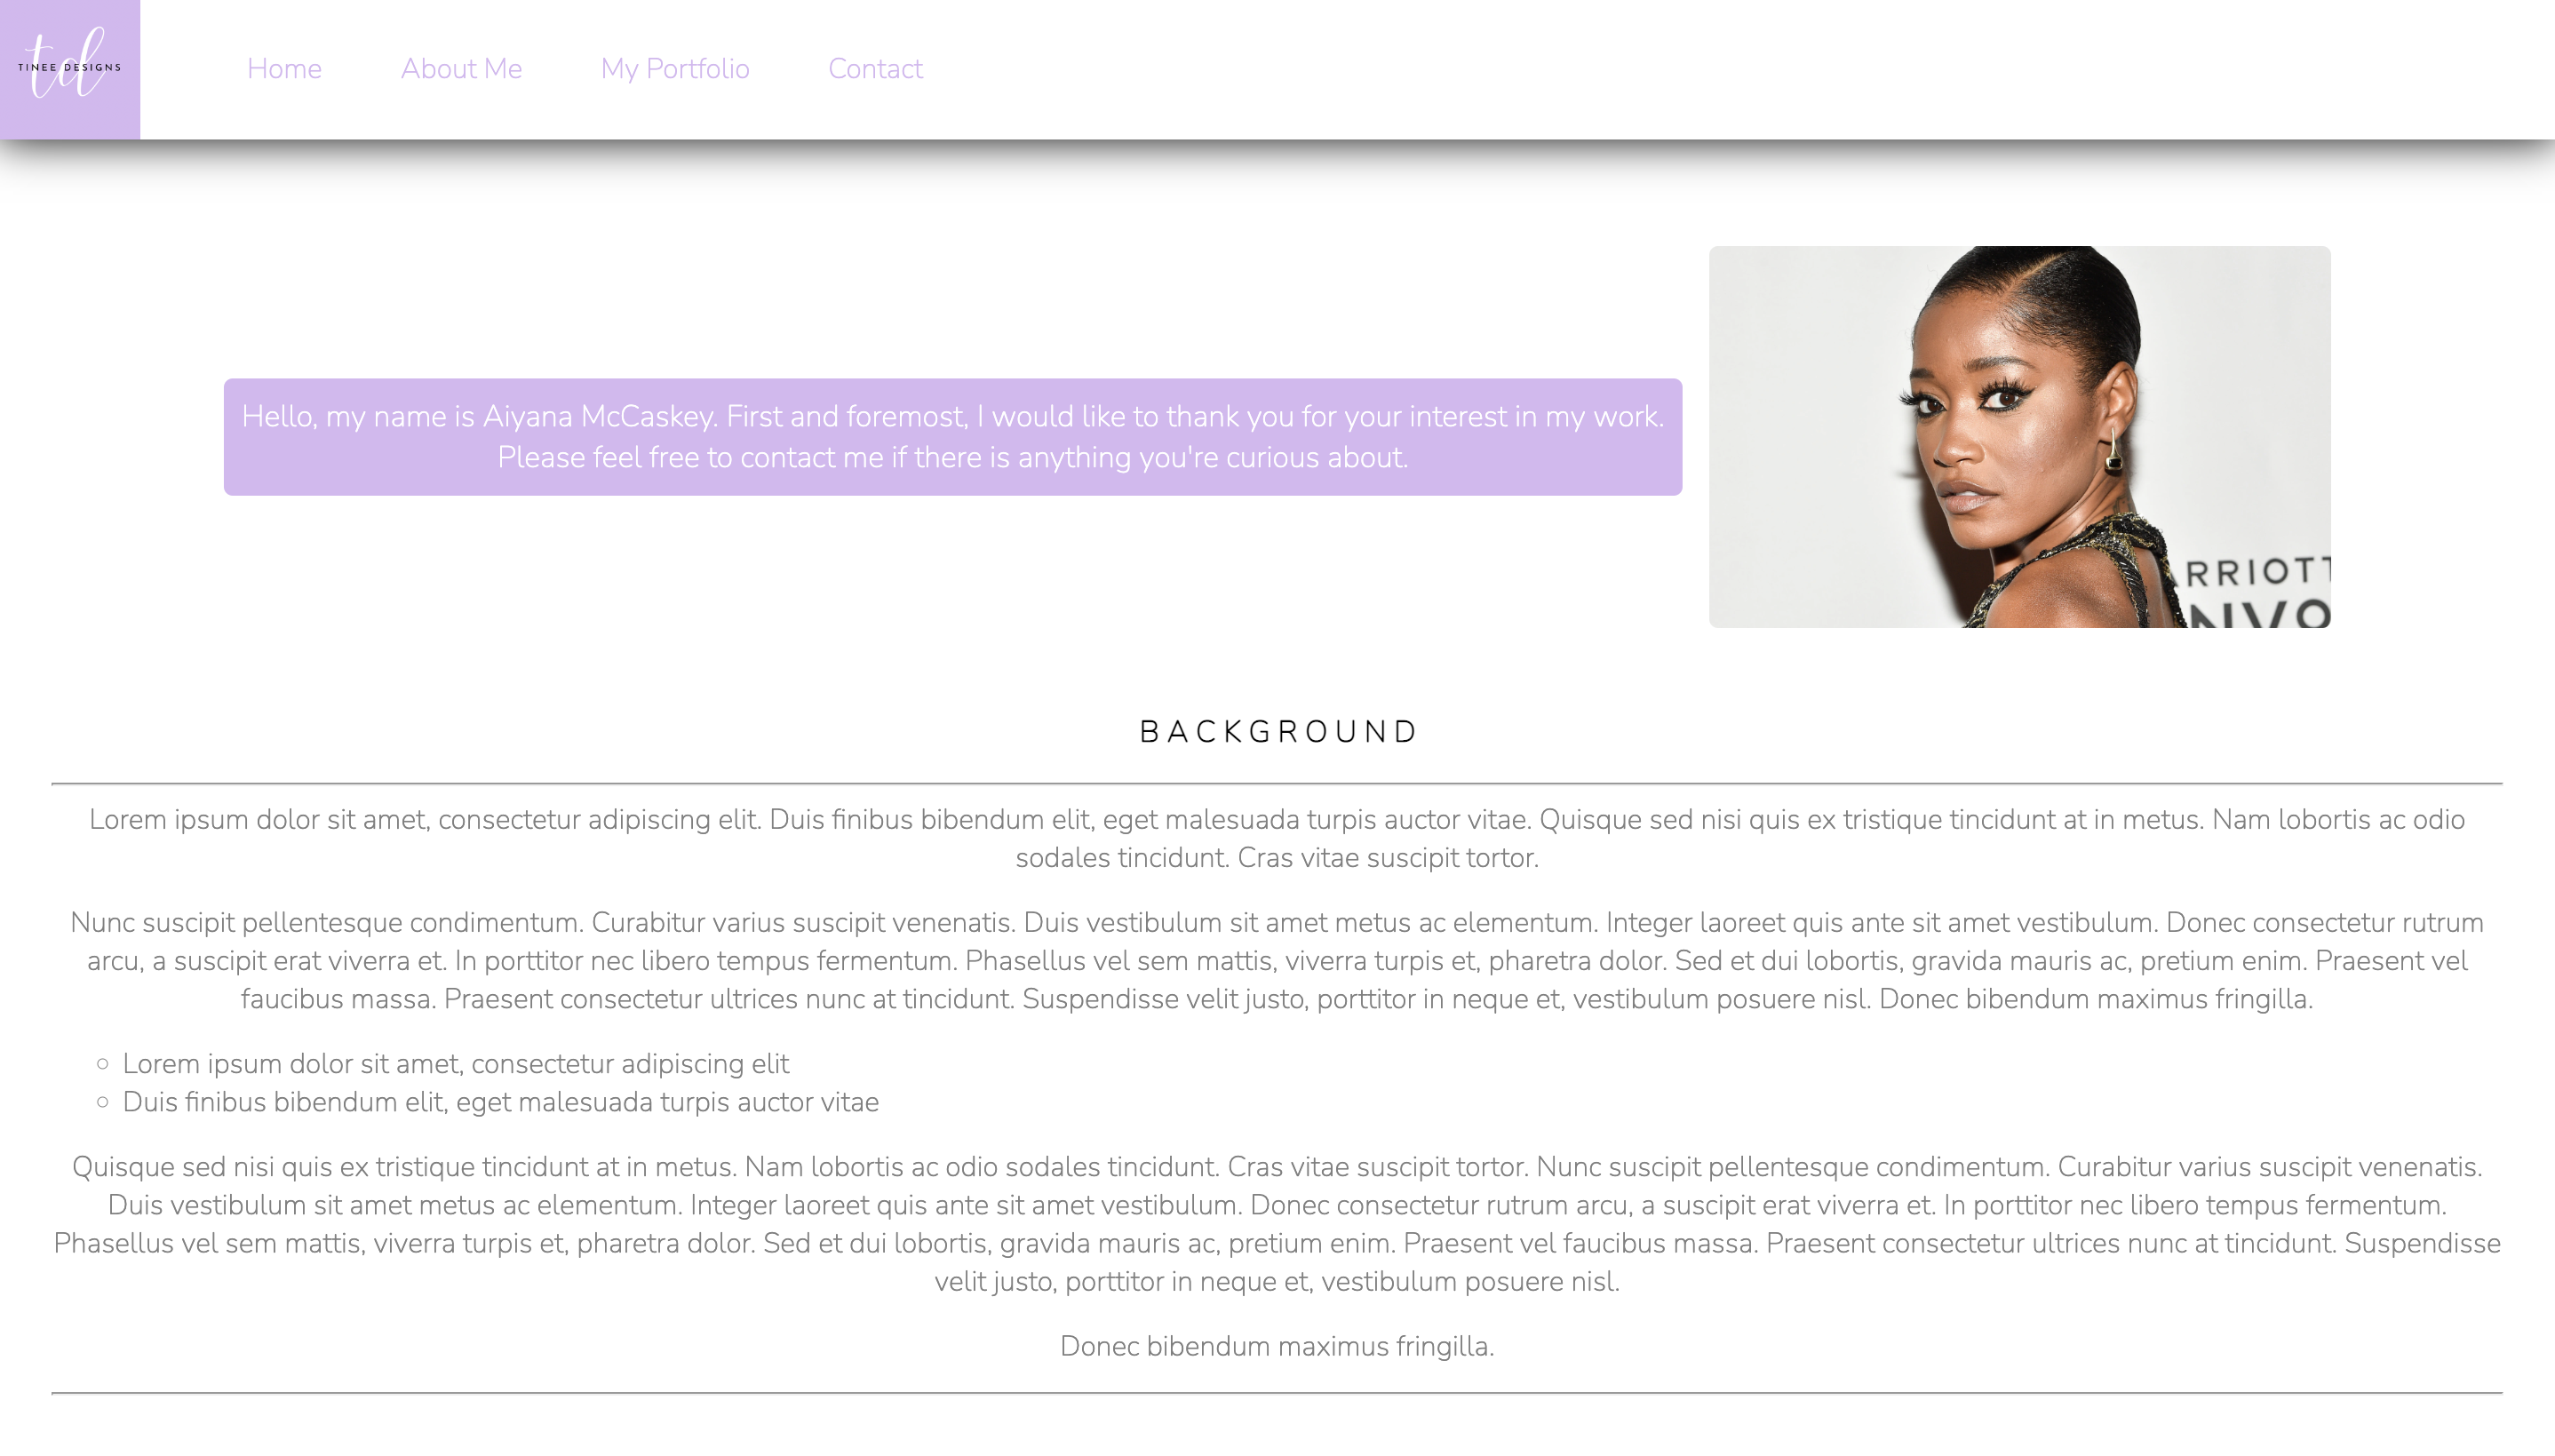 td
TINEE DESIGNS
Home About Me My Portfolio Contact
Hello, my name is Aiyana McCaskey. First and foremost, I would like to thank you for your interest in my work.
Please feel free to contact me if there is anything you're curious about.
ARRIOTT
NVO
BACKGROUND
Lorem ipsum dolor sit amet, consectetur adipiscing elit. Duis finibus bibendum elit, eget malesuada turpis auctor vitae. Quisque sed nisi quis ex tristique tincidunt at in metus. Nam lobortis ac odio
sodales tincidunt. Cras vitae suscipit tortor.
Nunc suscipit pellentesque condimentum. Curabitur varius suscipit venenatis. Duis vestibulum sit amet metus ac elementum. Integer laoreet quis ante sit amet vestibulum. Donec consectetur rutrum
arcu, a suscipit erat viverra et. In porttitor nec libero tempus fermentum. Phasellus vel sem mattis, viverra turpis et, pharetra dolor. Sed et dui lobortis, gravida mauris ac, pretium enim. Praesent vel
faucibus massa. Praesent consectetur ultrices nunc at tincidunt. Suspendisse velit justo, porttitor in neque et, vestibulum posuere nisl. Donec bibendum maximus fringilla.
Lorem ipsum dolor sit amet, consectetur adipiscing elit
Duis finibus bibendum elit, eget malesuada turpis auctor vitae
Quisque sed nisi quis ex tristique tincidunt at in metus. Nam lobortis ac odio sodales tincidunt. Cras vitae suscipit tortor. Nunc suscipit pellentesque condimentum. Curabitur varius suscipit venenatis.
Duis vestibulum sit amet metus ac elementum. Integer laoreet quis ante sit amet vestibulum. Donec consectetur rutrum arcu, a suscipit erat viverra et. In porttitor nec libero tempus fermentum.
Phasellus vel sem mattis, viverra turpis et, pharetra dolor. Sed et dui lobortis, gravida mauris ac, pretium enim. Praesent vel faucibus massa. Praesent consectetur ultrices nunc at tincidunt. Suspendisse
velit justo, porttitor in neque et, vestibulum posuere nisl.
Donec bibendum maximus fringilla.